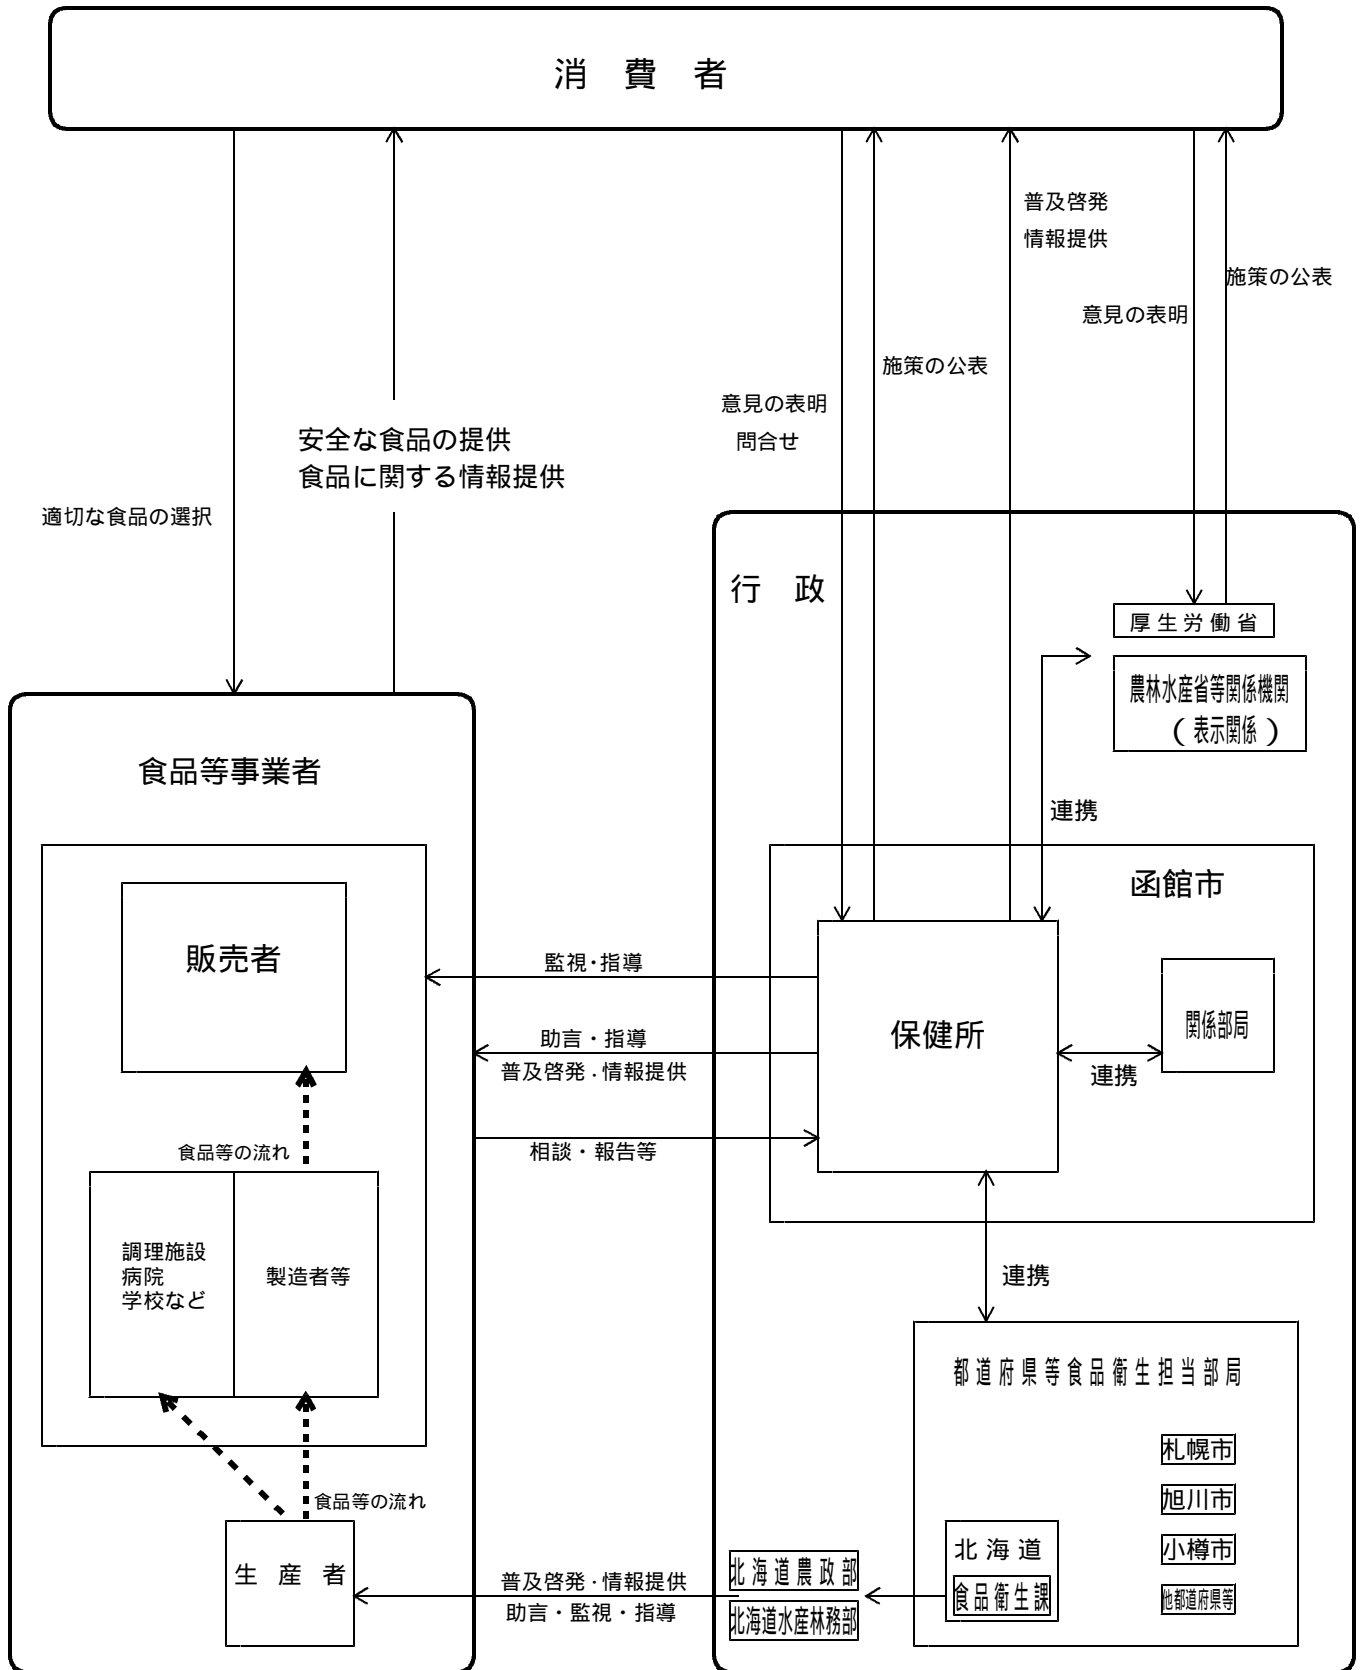 消 費 者
普及啓発
情報提供
施策の公表
意見の表明
施策の公表
意見の表明
問合せ
安全な食品の提供
食品に関する情報提供
適切な食品の選択
行 政
厚生労働省
農林水産省等関係機関
(表示関係)
食品等事業者
連携
函館市
販売者
監視・指導
保健所
関係部局
助言・指導
普及啓発・情報提供
連携
相談・報告等
食品等の流れ
調理施設
病院
学校など
製造者等
連携
都道府県等食品衛生担当部局
札幌市
旭川市
小樽市
他都道府県等
食品等の流れ
生 産 者
普及啓発・情報提供
助言・監視・指導
北海道農政部
北海道水産林務部
北海道
食品衛生課